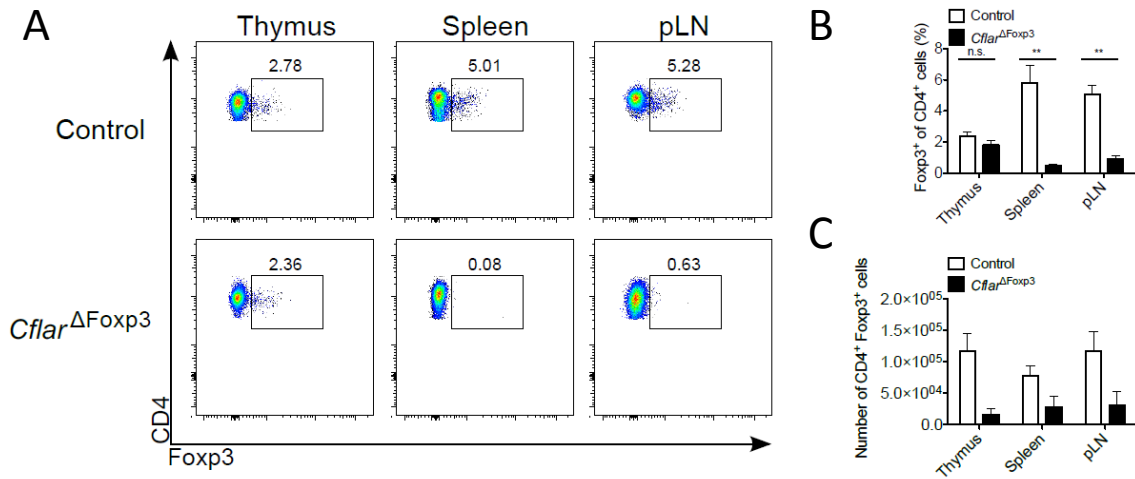 A
Thymus
Spleen
pLN
Control
2.78
5.01
5.28
Cflar ΔFoxp3
2.36
0.08
0.63
CD4
Foxp3
B
Control
Cflar ΔFoxp3
n.s.
**
**
Foxp3+ of CD4+ cells (%)
8
6
4
2
0
Thymus
Spleen
pLN
C
Control
Cflar ΔFoxp3
Number of CD4+ Foxp3+ cells
2.0×10^05
1.5×10^05
1.0×10^05
5.0×10^04
0.0
Thymus
Spleen
pLN